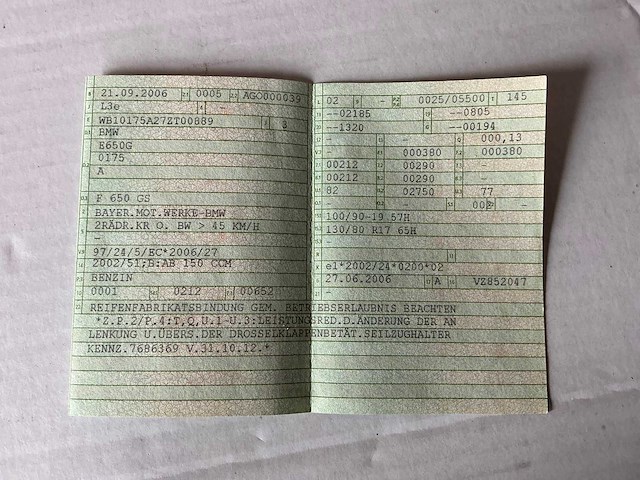 21.09.2006 0005 AGO000039
L3e -
WB10175A27ZT00889 3
BMW
E650G
0175
A
F 650 GS
BAYER.MOT.WERKE-BMW
2RÄDR.KR O. BW > 45 KM/H
-
97/24/5/EC*2006/27
2002/51;B:AB 150 CCM
BENZIN
0001 0212 00652
02 - 0025/05500 145
--02185 --0805
--1320 --00194
- 000,13
- 000380 000380
00212 00290 -
00212 00290 -
82 02750 77
002 -
100/90-19 57H
130/80 R17 65H
-
-
e1*2002/24*0200*02
27.06.2006 A VZ852047
-
REIFENFABRIKATSBINDUNG GEM. BETRIEBSERLAUBNIS BEACHTEN
*Z.P.2/P.4:T,Q,U.1-U.3:LEISTUNGSRED.D.ÄNDERUNG DER AN
LENKUNG U.ÜBERS.DER DROSSELKLAPPENBETÄT.SEILZUGHALTER
KENNZ.7686369 V.31.10.12.*